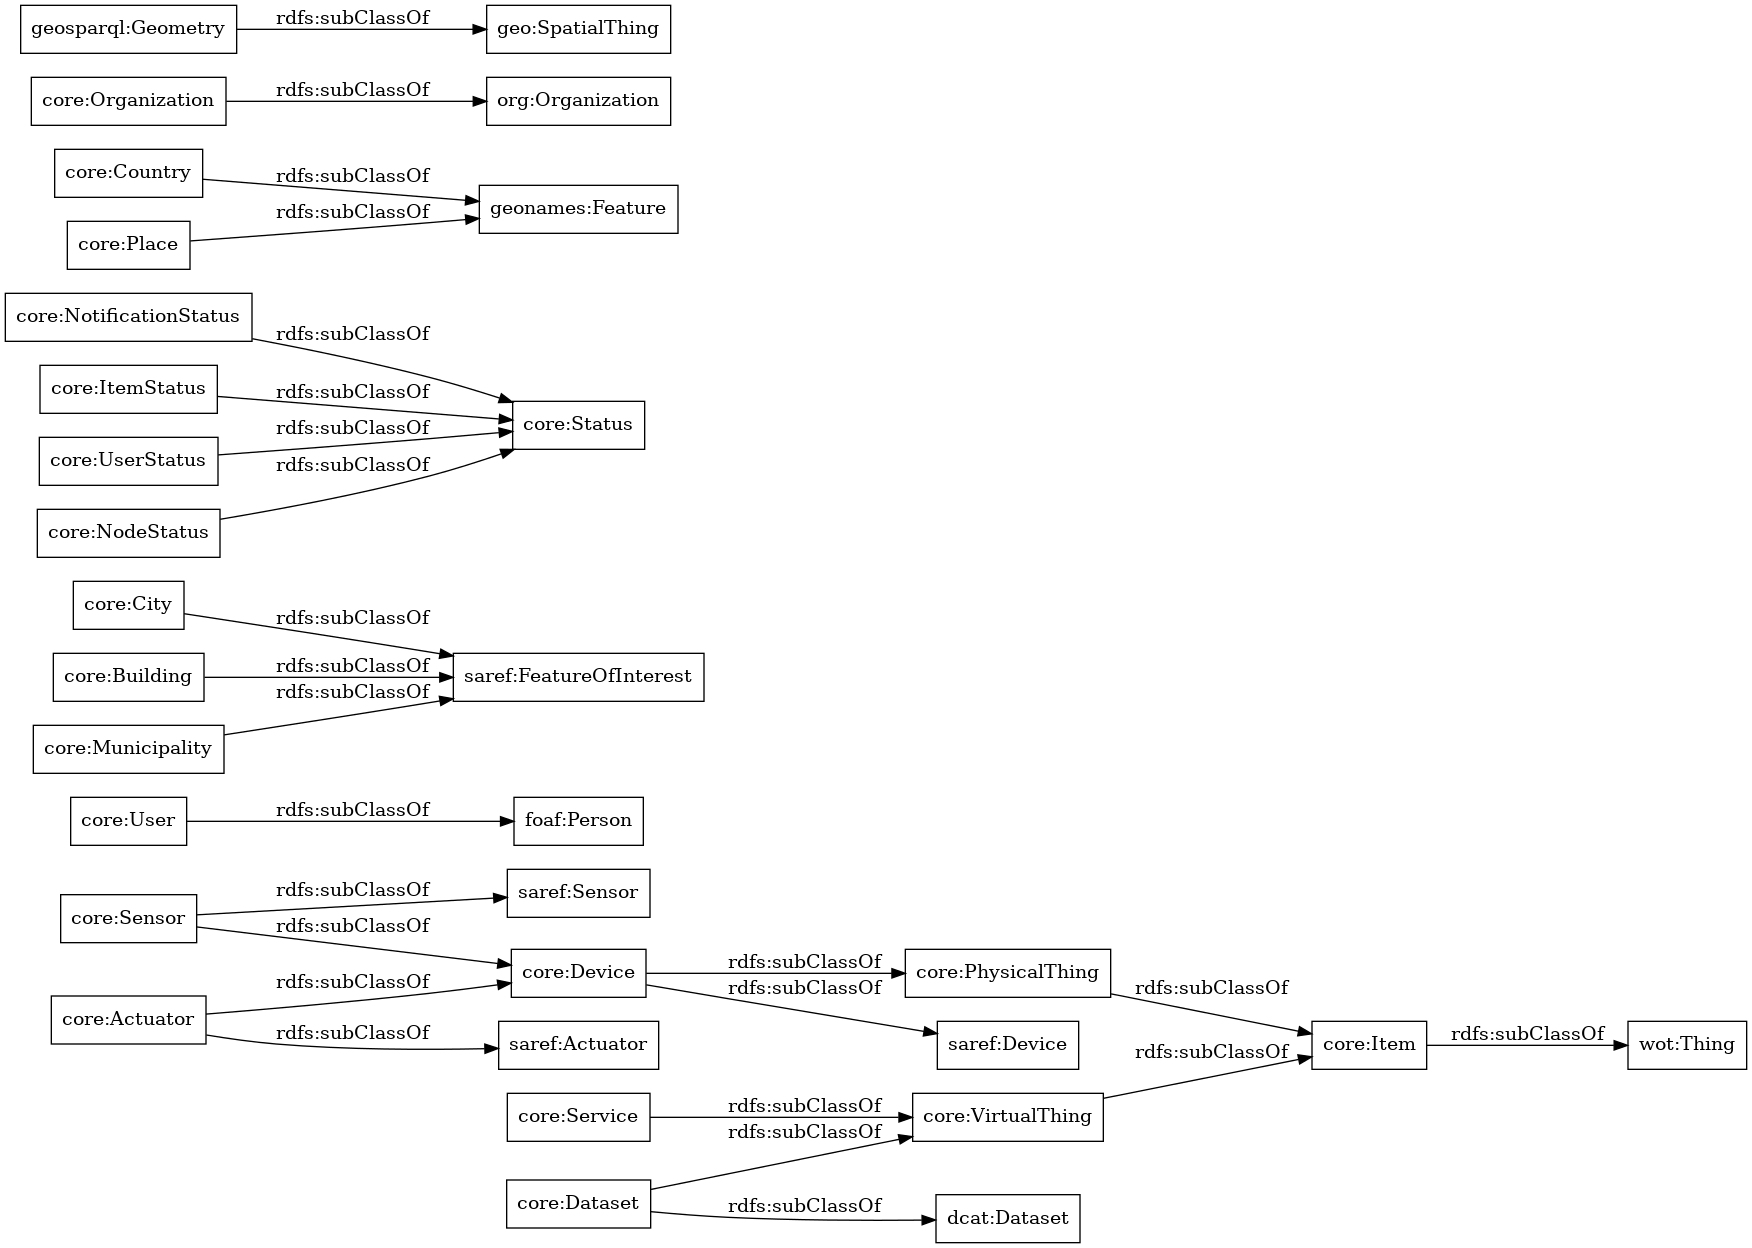 geosparql:Geometry
rdfs:subClassOf
geo:SpatialThing
core:Organization
rdfs:subClassOf
org:Organization
core:Country
rdfs:subClassOf
geonames:Feature
core:Place
rdfs:subClassOf
core:NotificationStatus
rdfs:subClassOf
core:ItemStatus
rdfs:subClassOf
core:Status
core:UserStatus
rdfs:subClassOf
core:NodeStatus
rdfs:subClassOf
core:City
rdfs:subClassOf
core:Building
rdfs:subClassOf
saref:FeatureOfInterest
core:Municipality
rdfs:subClassOf
core:User
rdfs:subClassOf
foaf:Person
core:Sensor
rdfs:subClassOf
saref:Sensor
rdfs:subClassOf
core:Device
rdfs:subClassOf
core:PhysicalThing
rdfs:subClassOf
core:Actuator
rdfs:subClassOf
rdfs:subClassOf
saref:Actuator
rdfs:subClassOf
saref:Device
core:Item
rdfs:subClassOf
wot:Thing
core:Service
rdfs:subClassOf
core:VirtualThing
rdfs:subClassOf
core:Dataset
rdfs:subClassOf
rdfs:subClassOf
dcat:Dataset